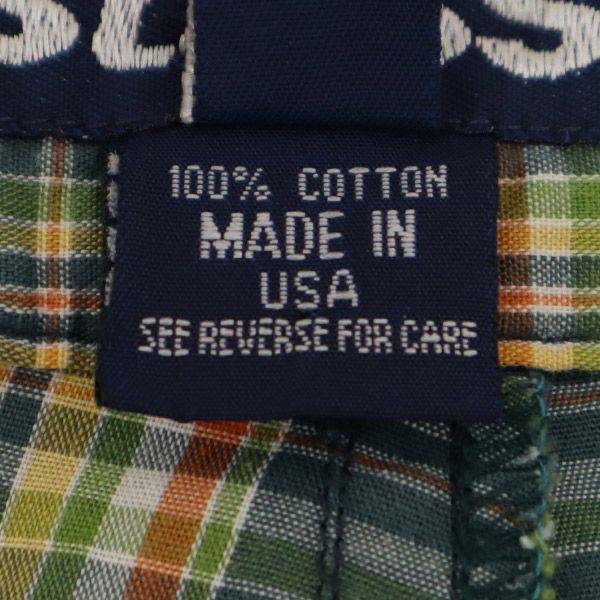 100% COTTON
MADE IN
USA
SEE REVERSE FOR CARE